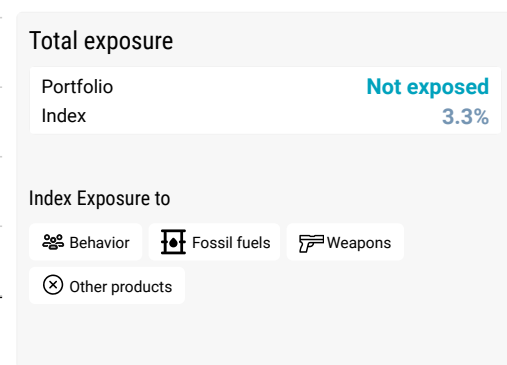 Total exposure
Portfolio Not exposed
Index 3.3%
Index Exposure to
Behavior Fossil fuels Weapons
Other products